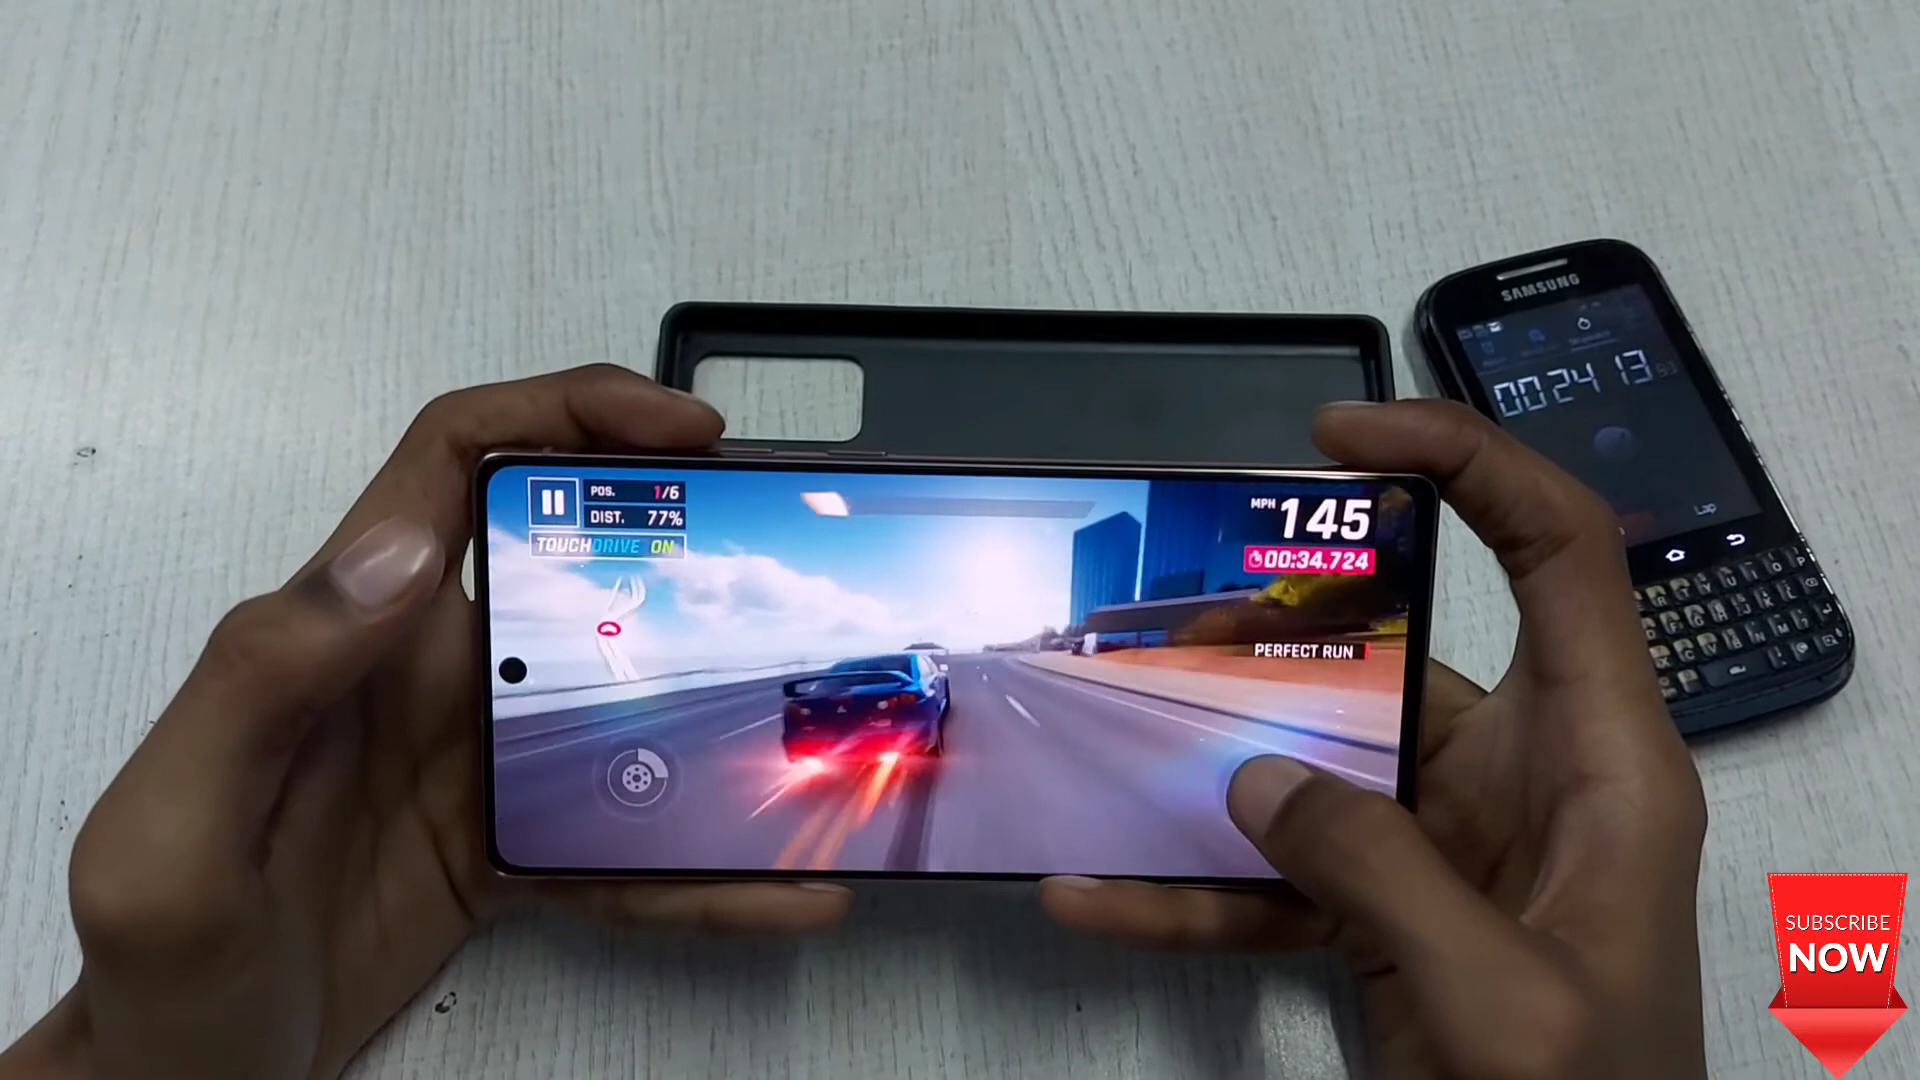 SAMSUNG
00 24 13
Lap
POS. 1/6
DIST. 77%
TOUCHDRIVE ON
MPH 145
00:34.724
PERFECT RUN
SUBSCRIBE
NOW